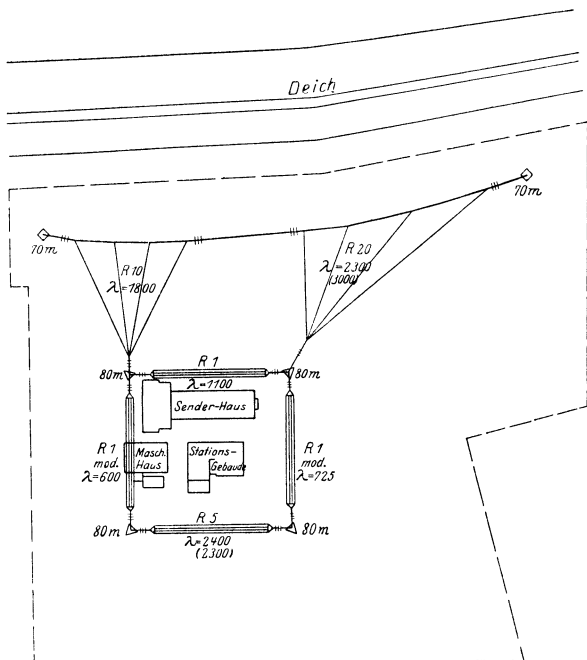 Deich
70m
70m
R 10
λ=1800
R 20
λ=2300
(3000)
80m
R 1
λ=1100
80m
Sender-Haus
R 1
mod.
λ=600
Masch.
Haus
Stations-
Gebäude
R 1
mod.
λ=725
80m
R 5
λ=2400
(2300)
80m